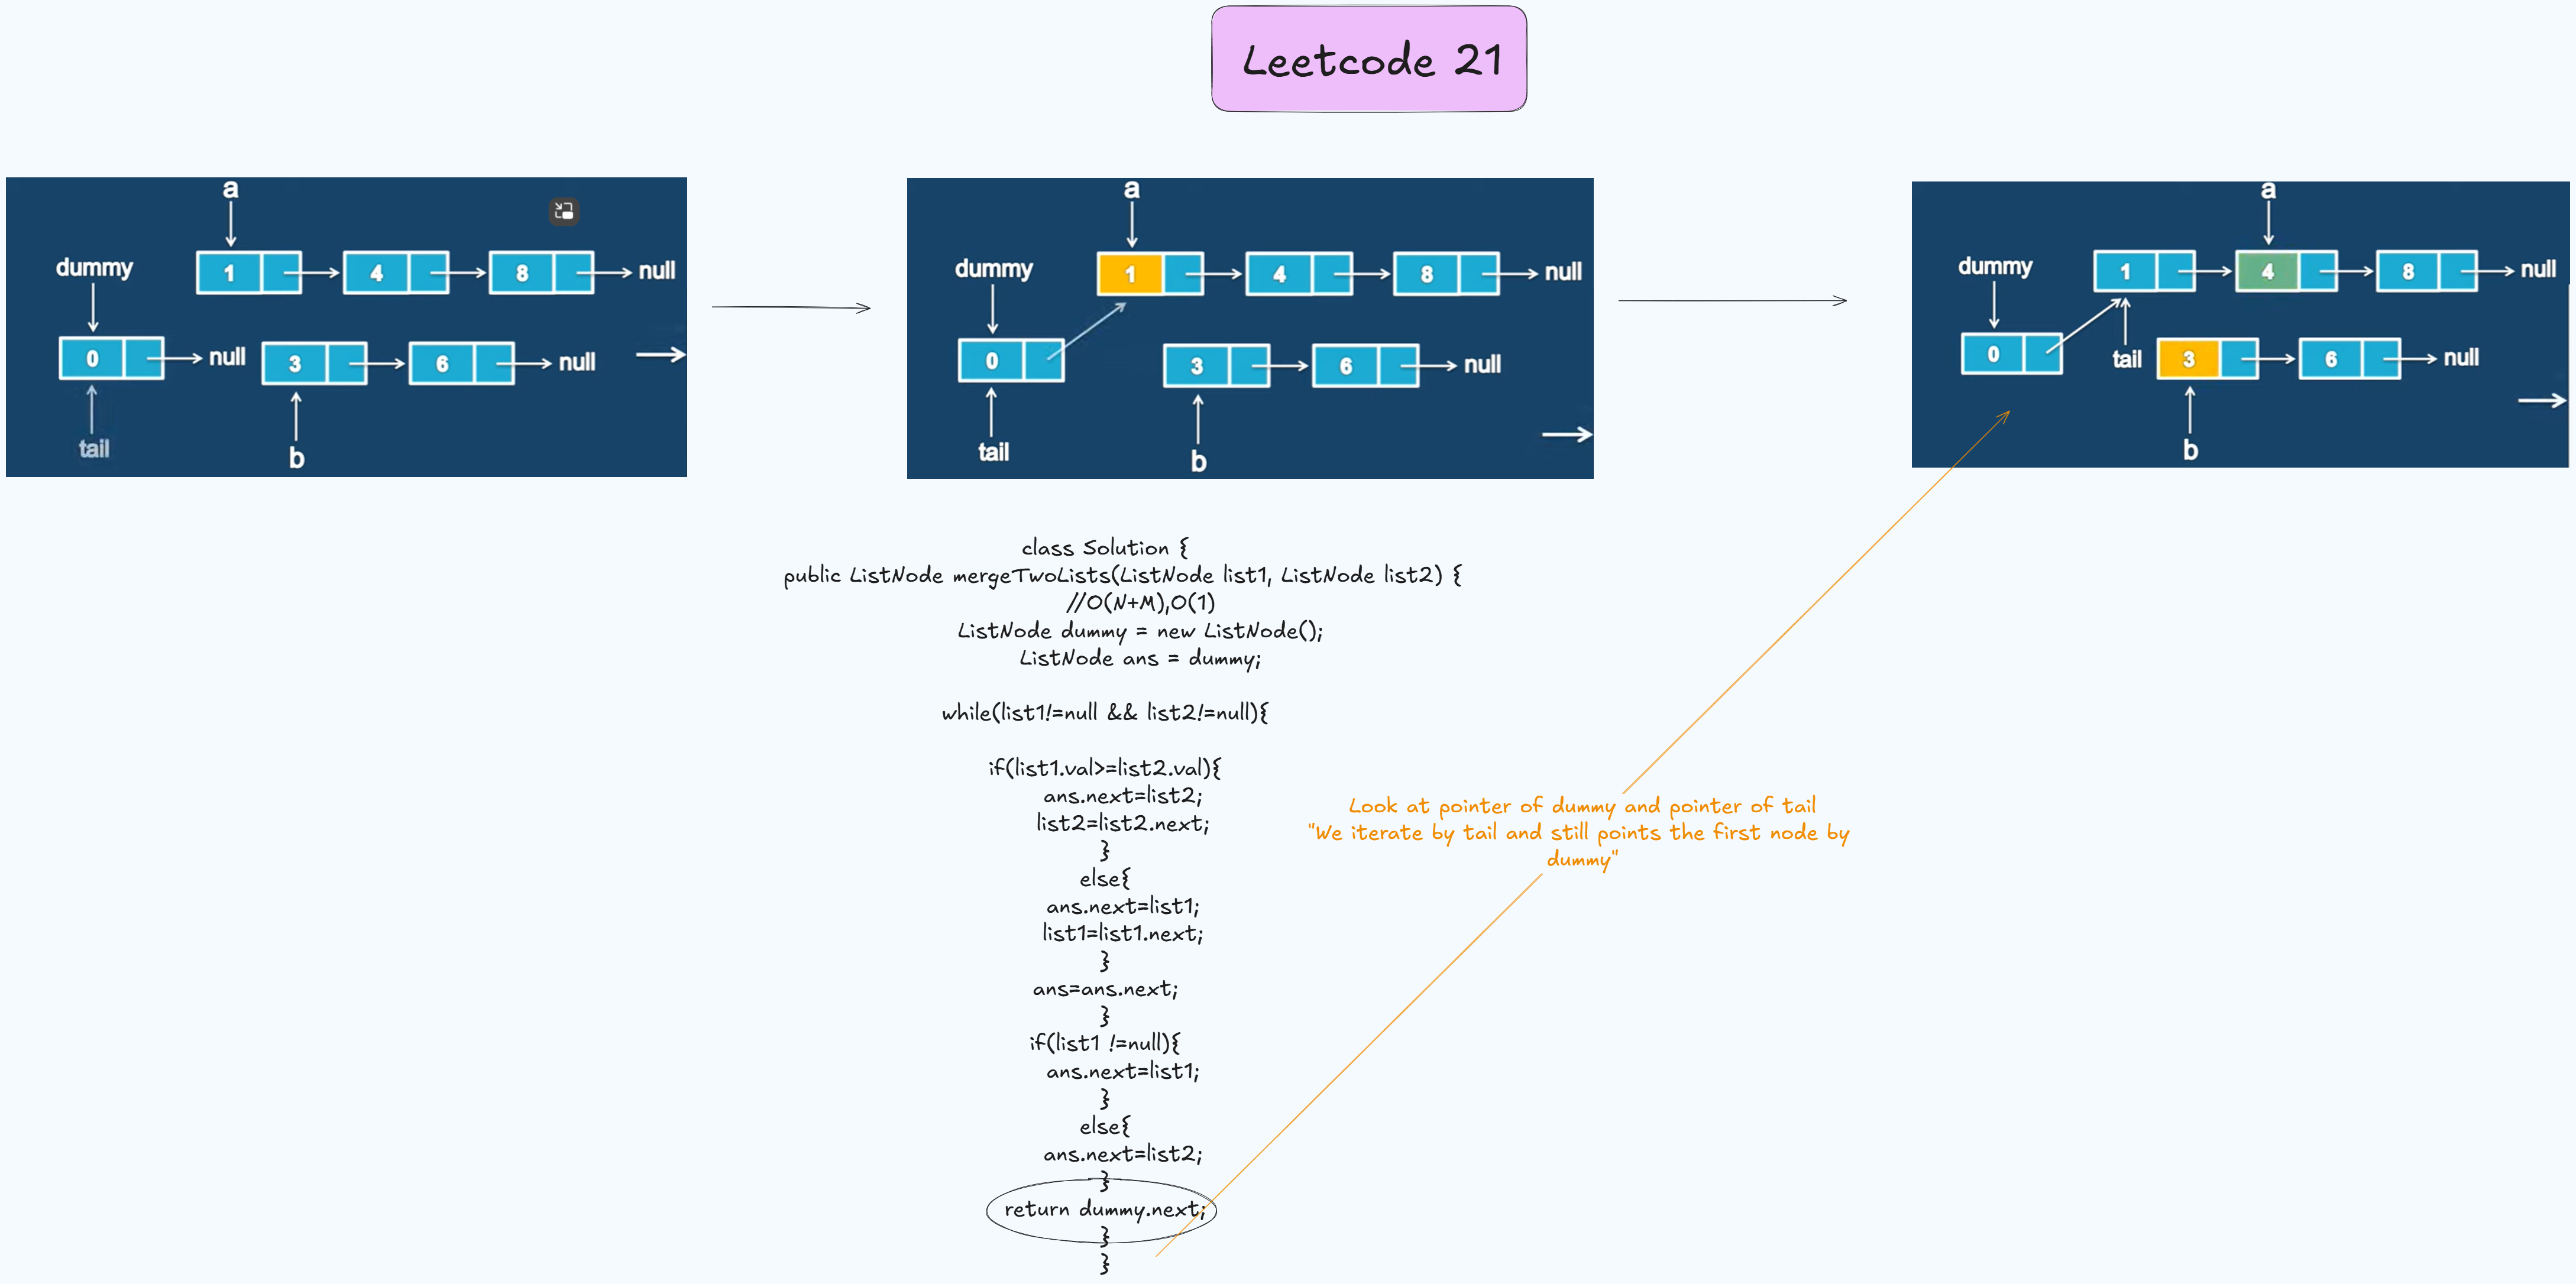 Leetcode 21
a
dummy
1 4 8 null
0 null 3 6 null
tail
b
a
dummy
1 4 8 null
0 3 6 null
tail
b
a
dummy
1 4 8 null
0 tail 3 6 null
b
class Solution {
public ListNode mergeTwoLists(ListNode list1, ListNode list2) {
//O(N+M),O(1)
ListNode dummy = new ListNode();
ListNode ans = dummy;
while(list1!=null && list2!=null){
if(list1.val>=list2.val){
ans.next=list2;
list2=list2.next;
}
else{
ans.next=list1;
list1=list1.next;
}
ans=ans.next;
}
if(list1 !=null){
ans.next=list1;
}
else{
ans.next=list2;
}
return dummy.next;
}
}
Look at pointer of dummy and pointer of tail
"We iterate by tail and still points the first node by
dummy"